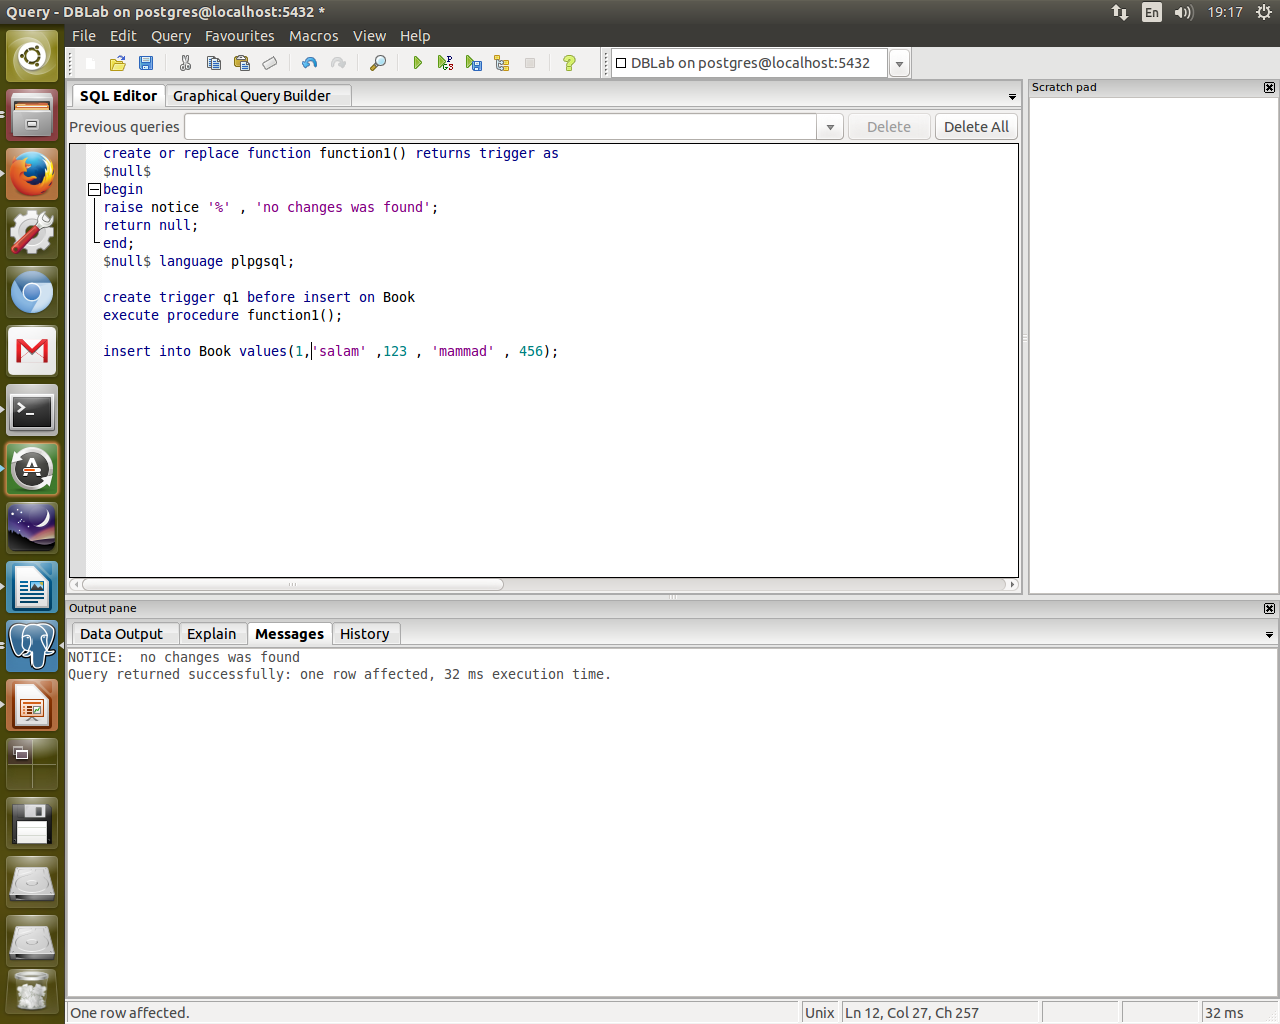 Query - DBLab on postgres@localhost:5432 *
En
19:17
File Edit Query Favourites Macros View Help
DBLab on postgres@localhost:5432
SQL Editor
Graphical Query Builder
Scratch pad
Previous queries
Delete
Delete All
create or replace function function1() returns trigger as
$null$
begin
raise notice '%' , 'no changes was found';
return null;
end;
$null$ language plpgsql;
create trigger q1 before insert on Book
execute procedure function1();
insert into Book values(1,'salam' ,123 , 'mammad' , 456);
Output pane
Data Output
Explain
Messages
History
NOTICE:  no changes was found
Query returned successfully: one row affected, 32 ms execution time.
One row affected.
Unix
Ln 12, Col 27, Ch 257
32 ms